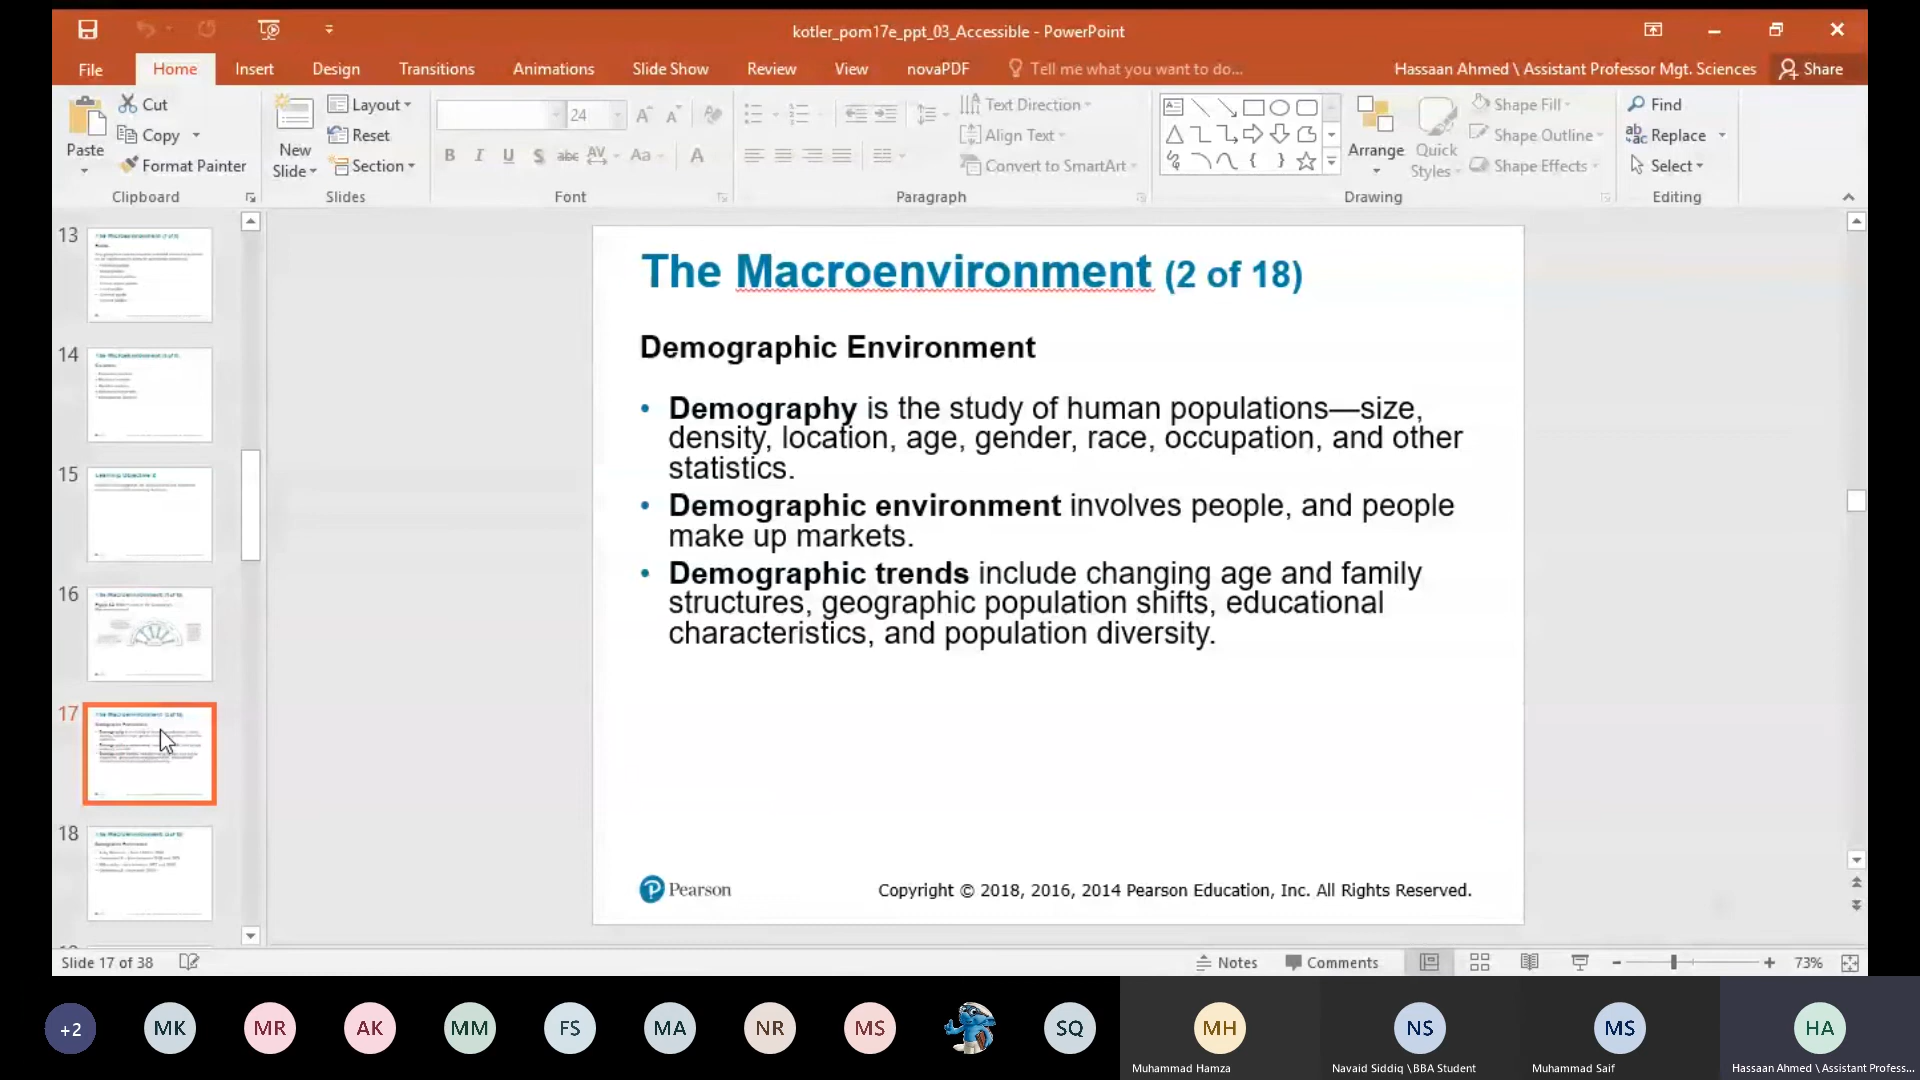 kotler_pom17e_ppt_03_Accessible - PowerPoint
File Home Insert Design Transitions Animations Slide Show Review View novaPDF Tell me what you want to do... Hassaan Ahmed \ Assistant Professor Mgt. Sciences Share
Paste
Cut
Copy
Format Painter
Clipboard
New
Slide
Layout
Reset
Section
Slides
24
B I U S abc AV Aa A
Font
Text Direction
Align Text
Convert to SmartArt
Paragraph
Arrange
Quick
Styles
Shape Fill
Shape Outline
Shape Effects
Drawing
Find
Replace
Select
Editing
13
14
15
16
17
18
The Macroenvironment (2 of 18)
Demographic Environment
• Demography is the study of human populations—size,
density, location, age, gender, race, occupation, and other
statistics.
• Demographic environment involves people, and people
make up markets.
• Demographic trends include changing age and family
structures, geographic population shifts, educational
characteristics, and population diversity.
Pearson
Copyright © 2018, 2016, 2014 Pearson Education, Inc. All Rights Reserved.
Slide 17 of 38
Notes Comments 73%
+2 MK MR AK MM FS MA NR MS SQ MH NS MS HA
Muhammad Hamza
Navaid Siddiq \BBA Student
Muhammad Saif
Hassaan Ahmed \ Assistant Profess...